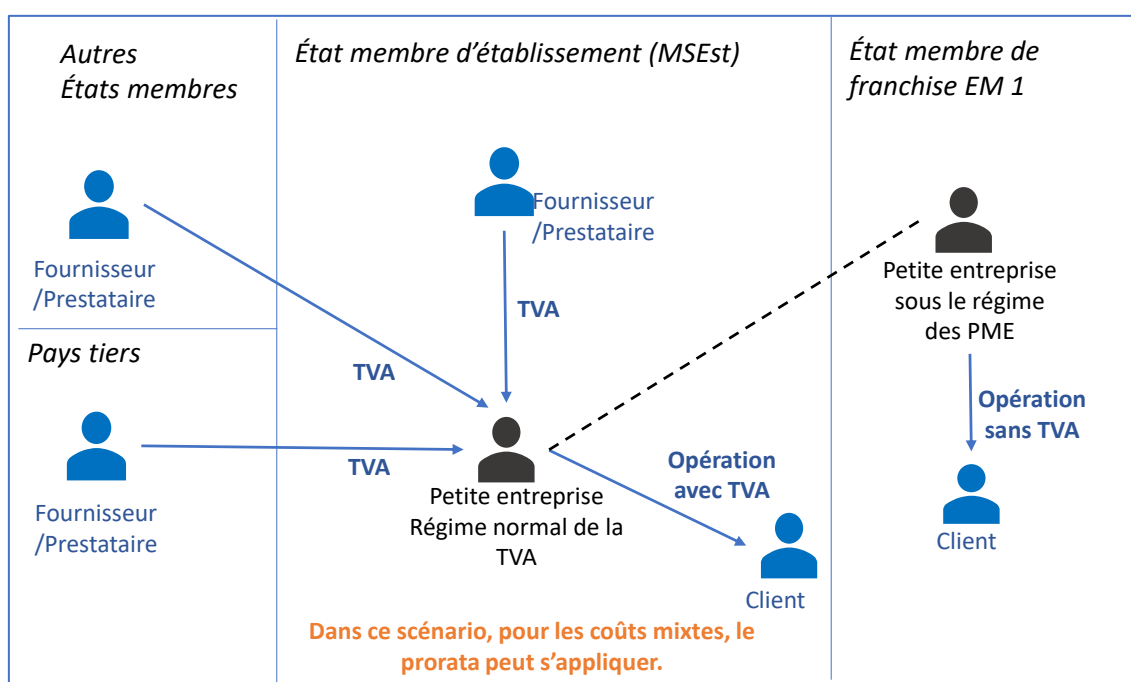 Autres
États membres
Fournisseur
/Prestataire
Pays tiers
Fournisseur
/Prestataire
État membre d’établissement (MSEst)
Fournisseur
/Prestataire
TVA
TVA
TVA
Petite entreprise
Régime normal de la
TVA
Opération
avec TVA
Client
Dans ce scénario, pour les coûts mixtes, le
prorata peut s’appliquer.
État membre de
franchise EM 1
Petite entreprise
sous le régime
des PME
Opération
sans TVA
Client